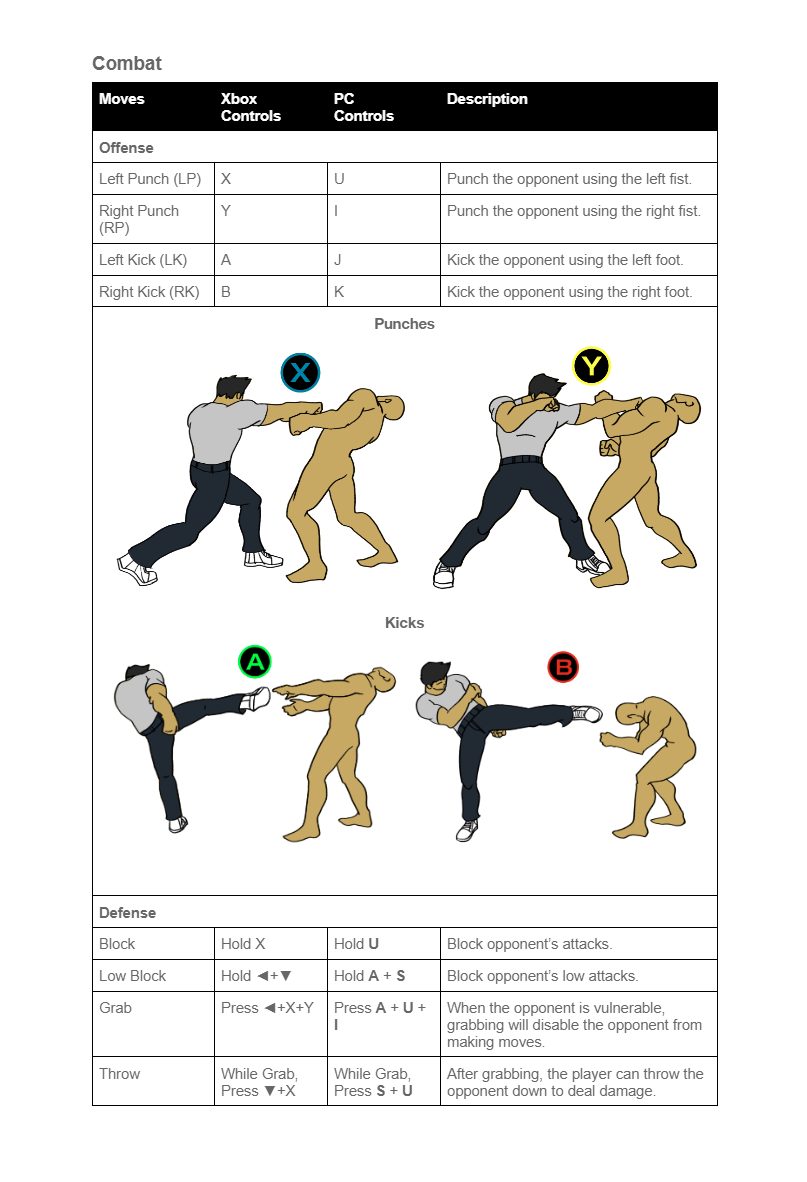 Combat
Moves Xbox Controls PC Controls Description
Offense
Left Punch (LP) X U Punch the opponent using the left fist.
Right Punch (RP) Y I Punch the opponent using the right fist.
Left Kick (LK) A J Kick the opponent using the left foot.
Right Kick (RK) B K Kick the opponent using the right foot.
Punches
X Y
Kicks
A B
Defense
Block Hold X Hold U Block opponent’s attacks.
Low Block Hold ◄+▼ Hold A + S Block opponent’s low attacks.
Grab Press ◄+X+Y Press A + U + I When the opponent is vulnerable, grabbing will disable the opponent from making moves.
Throw While Grab, Press ▼+X While Grab, Press S + U After grabbing, the player can throw the opponent down to deal damage.